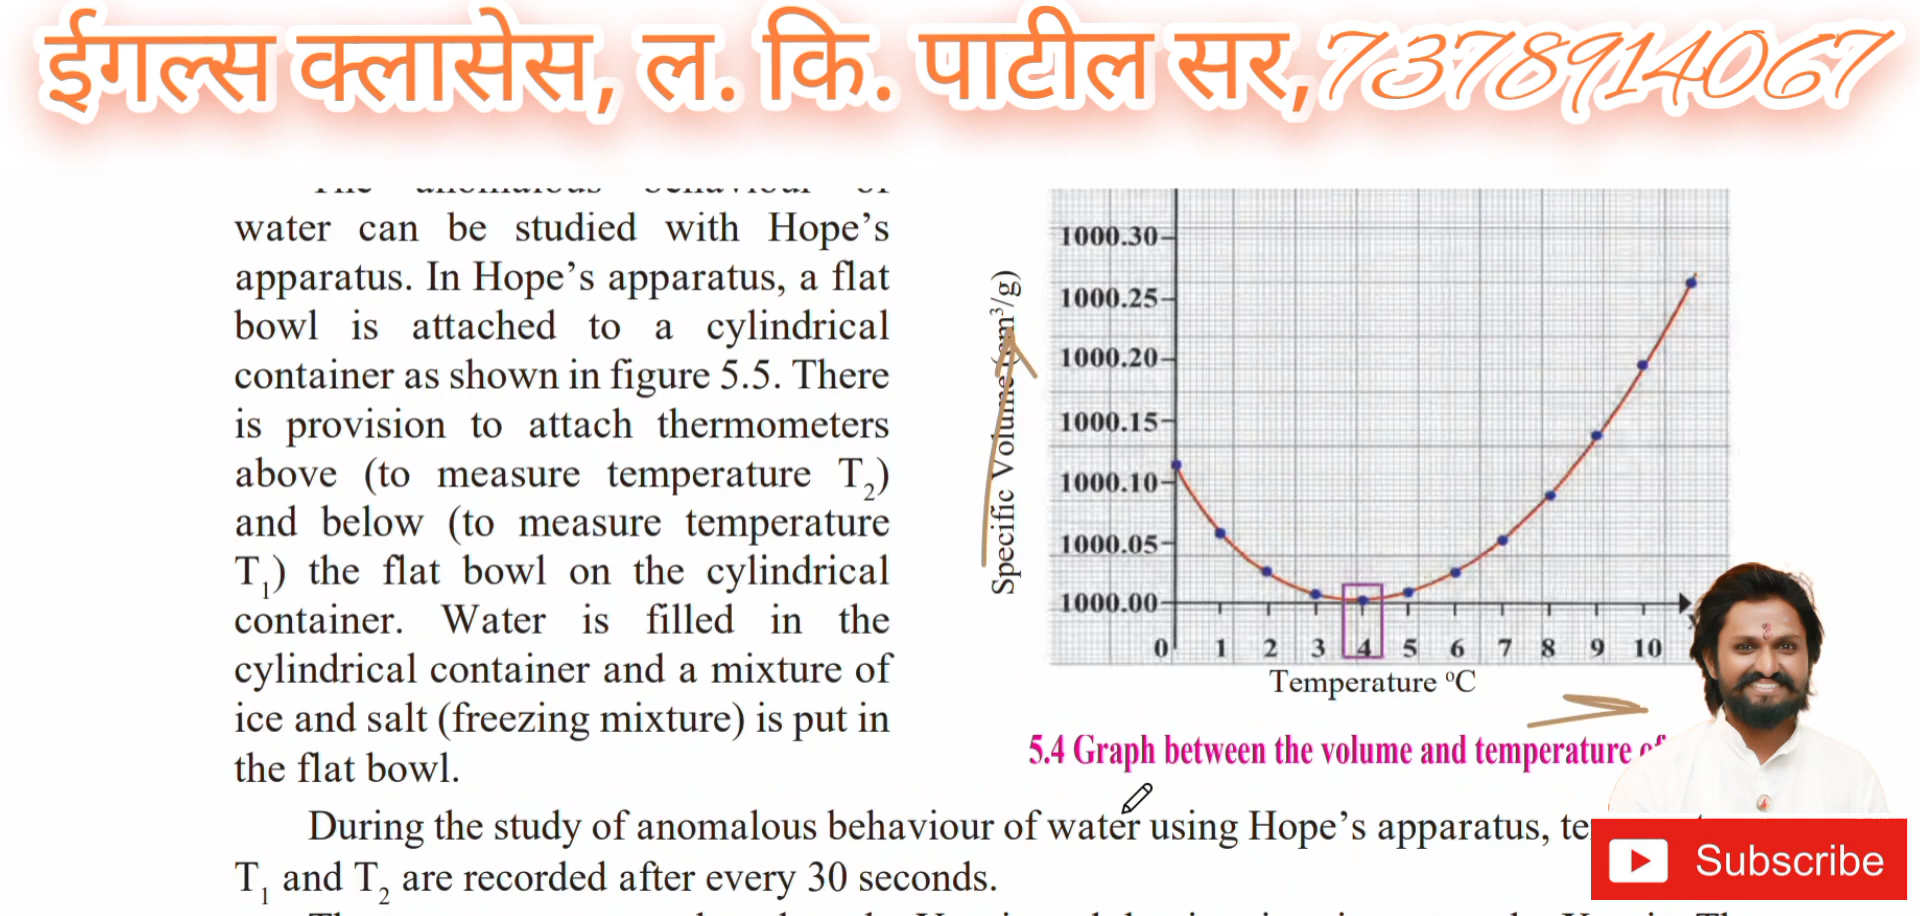 ईगल्स क्लासेस, ल. कि. पाटील सर, 7378914067
The anomalous behaviour of
water can be studied with Hope’s
apparatus. In Hope’s apparatus, a flat
bowl is attached to a cylindrical
container as shown in figure 5.5. There
is provision to attach thermometers
above (to measure temperature T₂)
and below (to measure temperature
T₁) the flat bowl on the cylindrical
container. Water is filled in the
cylindrical container and a mixture of
ice and salt (freezing mixture) is put in
the flat bowl.
Specific Volume (cm³/g)
1000.30
1000.25
1000.20
1000.15
1000.10
1000.05
1000.00
0 1 2 3 4 5 6 7 8 9 10
Temperature °C
5.4 Graph between the volume and temperature of
During the study of anomalous behaviour of water using Hope’s apparatus,
T₁ and T₂ are recorded after every 30 seconds.
Subscribe